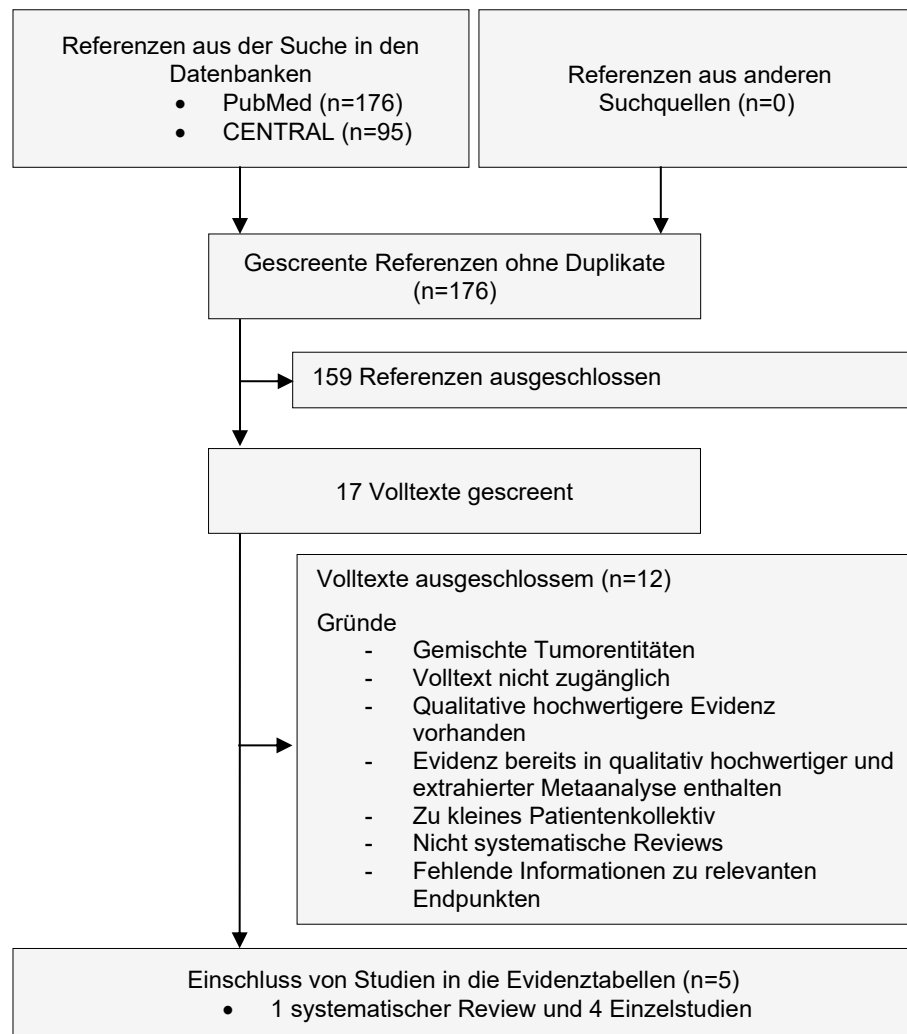 Referenzen aus der Suche in den
Datenbanken
• PubMed (n=176)
• CENTRAL (n=95)
Referenzen aus anderen
Suchquellen (n=0)
Gescreente Referenzen ohne Duplikate
(n=176)
159 Referenzen ausgeschlossen
17 Volltexte gescreent
Volltexte ausgeschlossem (n=12)
Gründe
- Gemischte Tumorentitäten
- Volltext nicht zugänglich
- Qualitative hochwertigere Evidenz
vorhanden
- Evidenz bereits in qualitativ hochwertiger und
extrahierter Metaanalyse enthalten
- Zu kleines Patientenkollektiv
- Nicht systematische Reviews
- Fehlende Informationen zu relevanten
Endpunkten
Einschluss von Studien in die Evidenztabellen (n=5)
• 1 systematischer Review und 4 Einzelstudien